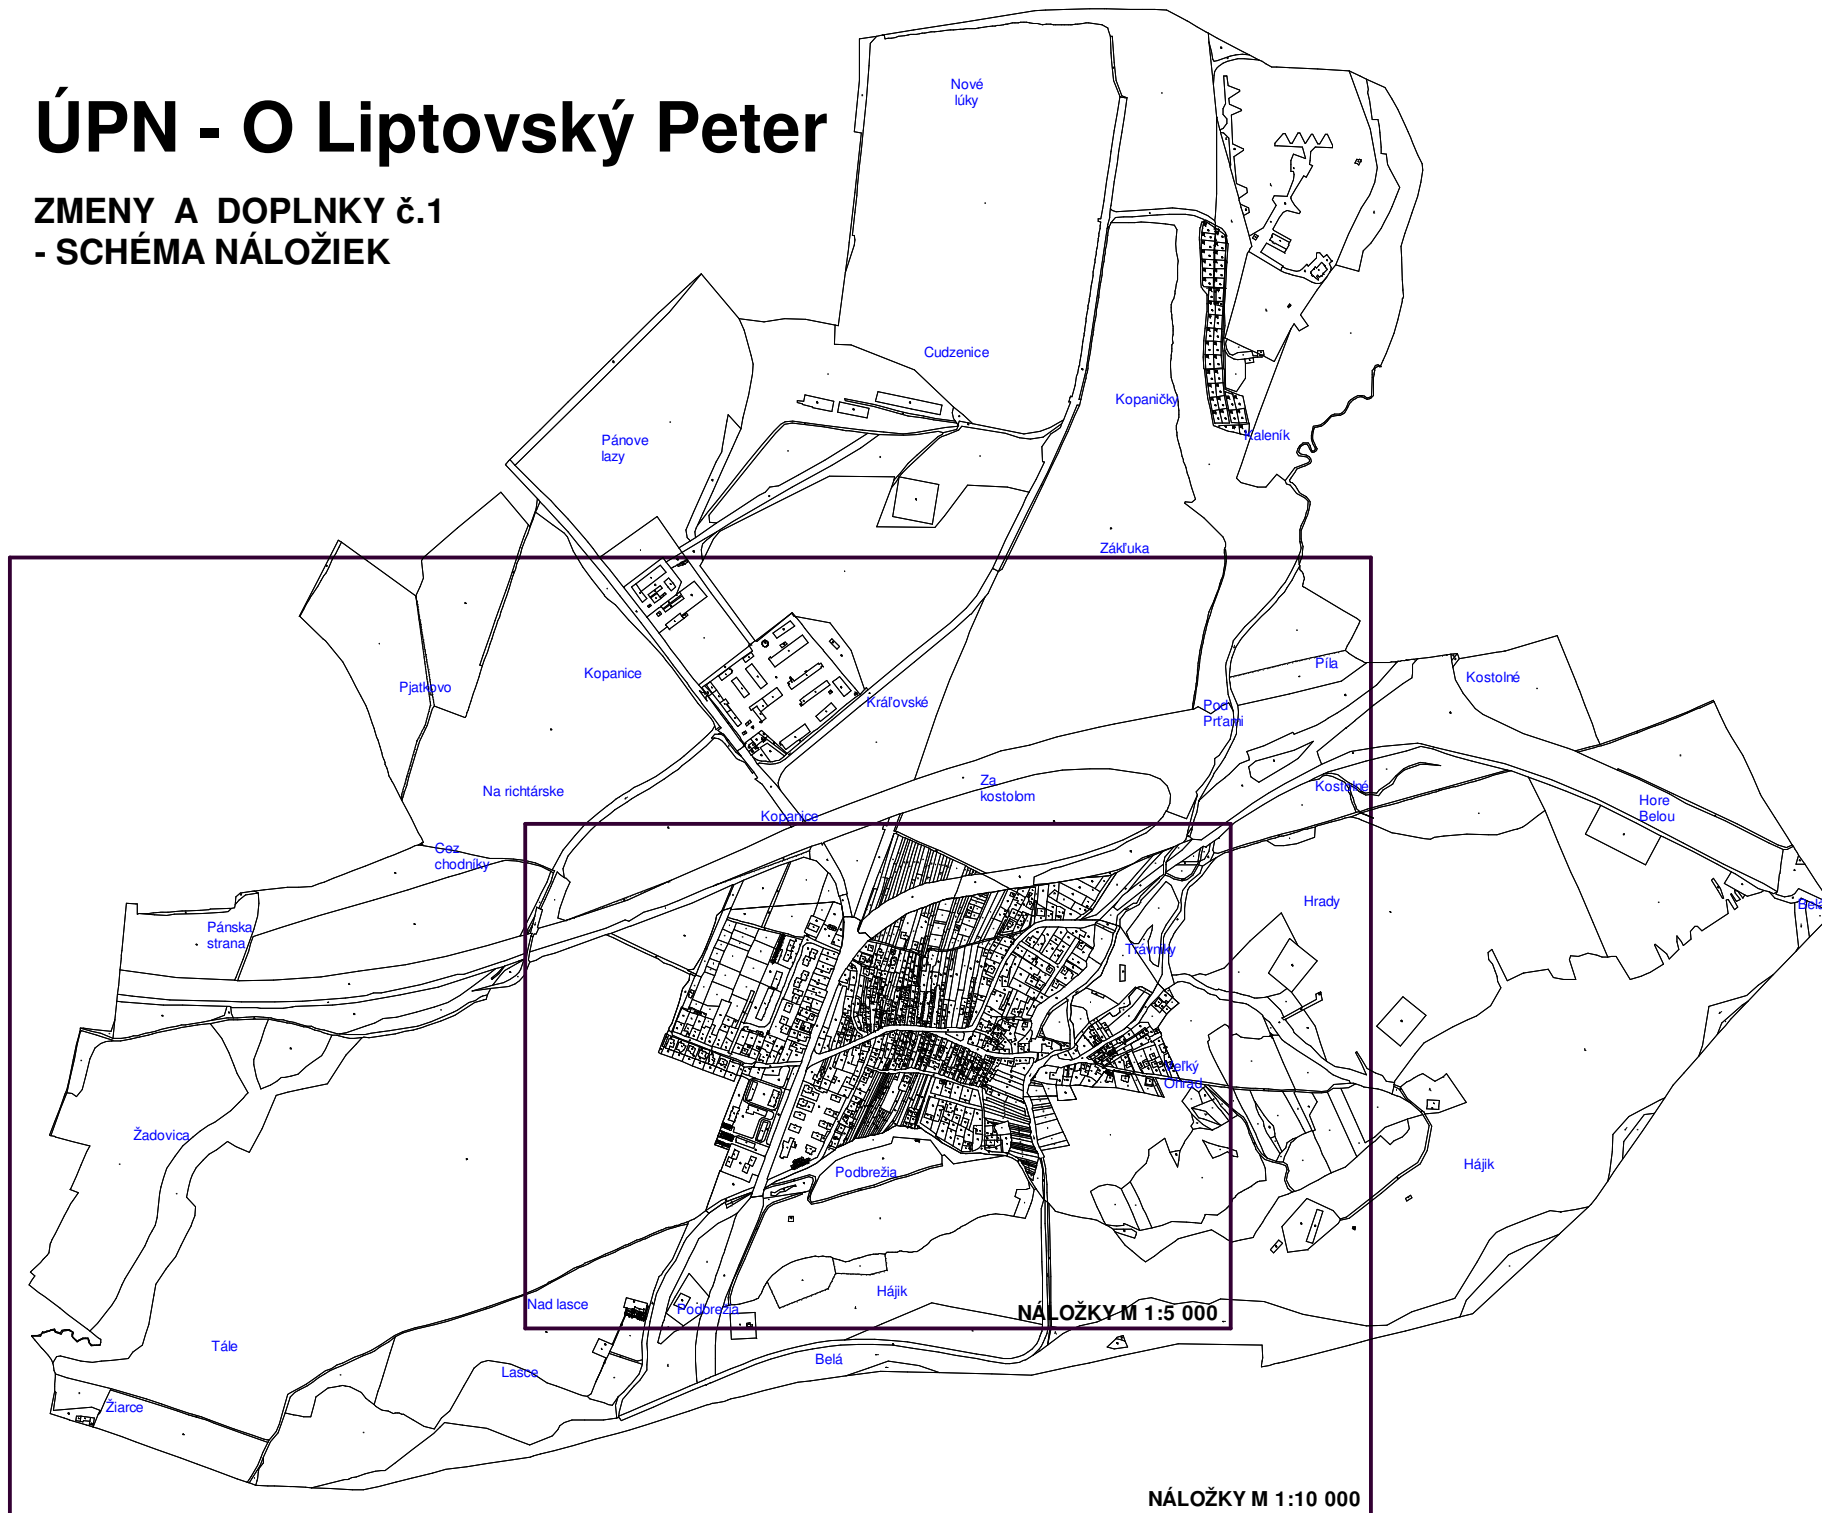 ÚPN - O Liptovský Peter
ZMENY A DOPLNKY č.1
- SCHÉMA NÁLOŽIEK
Nové
lúky
Cudzenice
Kopaničky
Kaleník
Pánove
lazy
Zákľuka
Píla
Kostolné
Kopanice
Pjatkovo
Kráľovské
Pod
Prťami
Na richtárske
Za
kostolom
Kostolné
Hore
Belou
Kopanice
Cez
chodníky
Hrady
Belá
Pánska
strana
Trávniky
Veľký
Ohrad
Žadovica
Podbrežia
Hájik
Hájik
Nad lasce
Podbrežia
NÁLOŽKY M 1:5 000
Tále
Lasce
Belá
Žiarce
NÁLOŽKY M 1:10 000